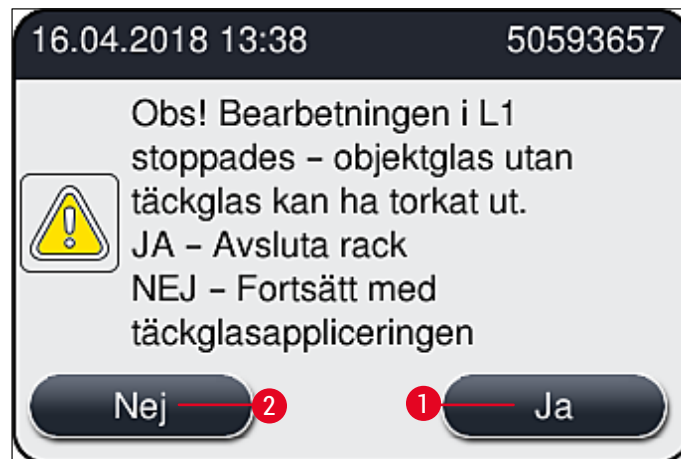 16.04.2018 13:38 50593657
Obs! Bearbetningen i L1
stoppades – objektglas utan
täckglas kan ha torkat ut.
JA – Avsluta rack
NEJ – Fortsätt med
täckglasappliceringen
Nej 2 1 Ja